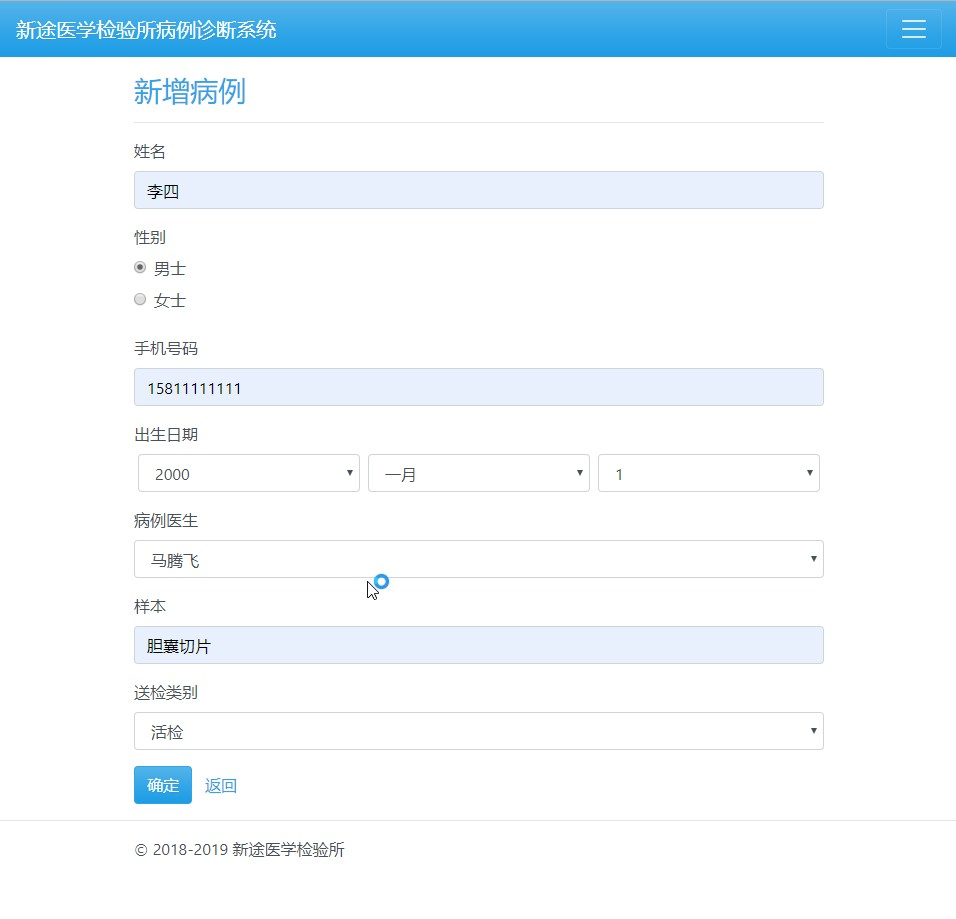 新途医学检验所病例诊断系统
新增病例
姓名
李四
性别
男士
女士
手机号码
15811111111
出生日期
2000 一月 1
病例医生
马腾飞
样本
胆囊切片
送检类别
活检
确定 返回
© 2018-2019 新途医学检验所